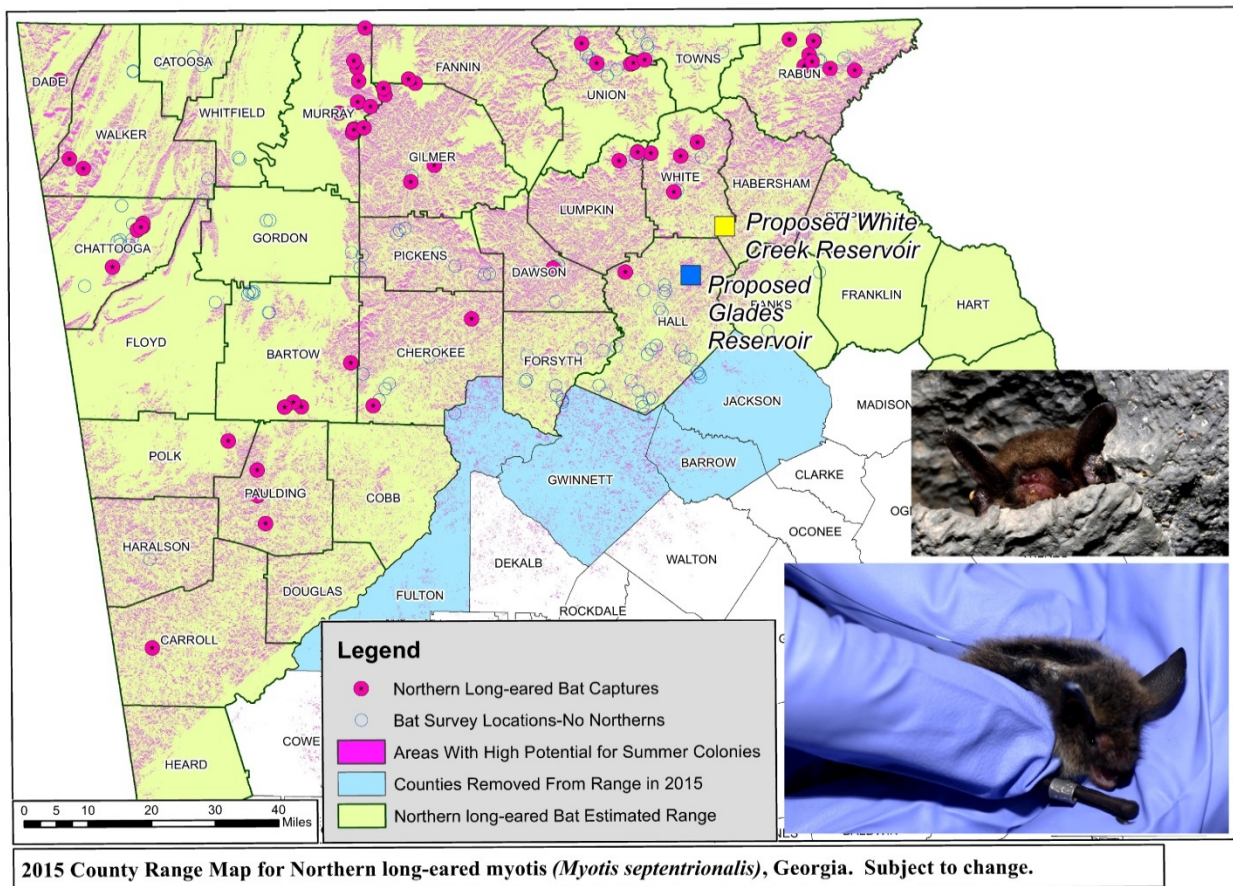 CATOOSA
TOWNS
DADE
FANNIN
RABUN
UNION
WHITFIELD
MURRAY
WALKER
GILMER
WHITE
HABERSHAM
LUMPKIN
GORDON
Proposed White
Creek Reservoir
CHATTOOGA
PICKENS
DAWSON
Proposed
Glades
Reservoir
BANKS
FRANKLIN
HART
HALL
FLOYD
BARTOW
CHEROKEE
FORSYTH
JACKSON
MADISON
POLK
BARROW
CLARKE
GWINNETT
PAULDING
COBB
OCONEE
HARALSON
DEKALB
WALTON
DOUGLAS
FULTON
ROCKDALE
CARROLL
Legend
Northern Long-eared Bat Captures
Bat Survey Locations-No Northerns
Areas With High Potential for Summer Colonies
Counties Removed From Range in 2015
Northern long-eared Bat Estimated Range
COWE
HEARD
0 5 10 20 30 40
Miles
2015 County Range Map for Northern long-eared myotis (Myotis septentrionalis), Georgia. Subject to change.